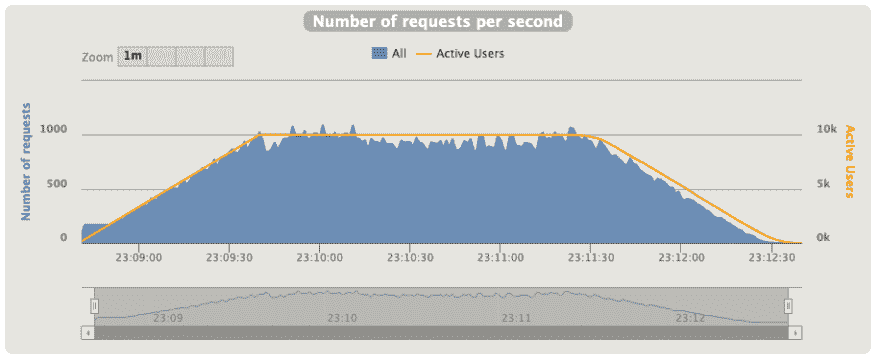 Number of requests per second
Zoom 1m All Active Users
Number of requests
1000 10k
500 5k
0 0k
Active Users
23:09:00 23:09:30 23:10:00 23:10:30 23:11:00 23:11:30 23:12:00 23:12:30
23:09 23:10 23:11 23:12